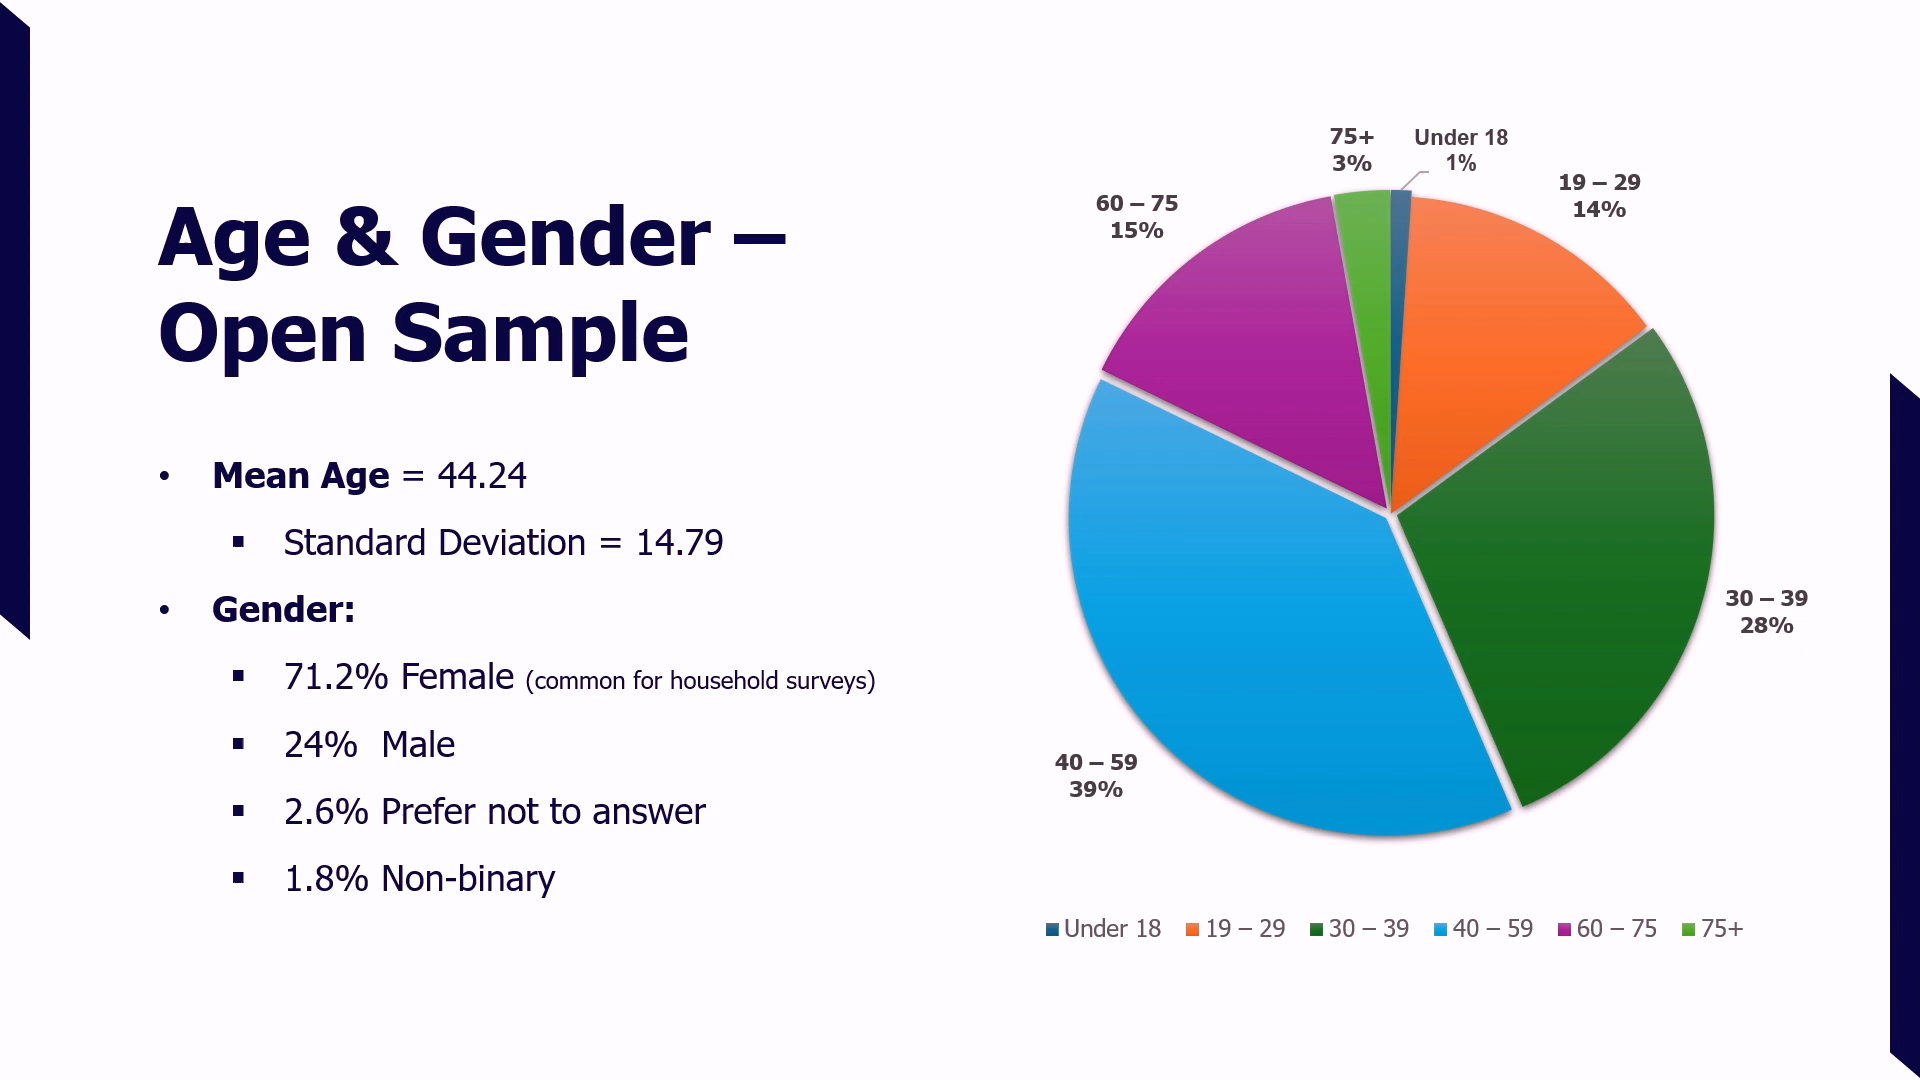 Age & Gender –
Open Sample
• Mean Age = 44.24
▪ Standard Deviation = 14.79
• Gender:
▪ 71.2% Female (common for household surveys)
▪ 24%  Male
▪ 2.6% Prefer not to answer
▪ 1.8% Non-binary
75+
3%
Under 18
1%
19 – 29
14%
60 – 75
15%
30 – 39
28%
40 – 59
39%
Under 18 19 – 29 30 – 39 40 – 59 60 – 75 75+